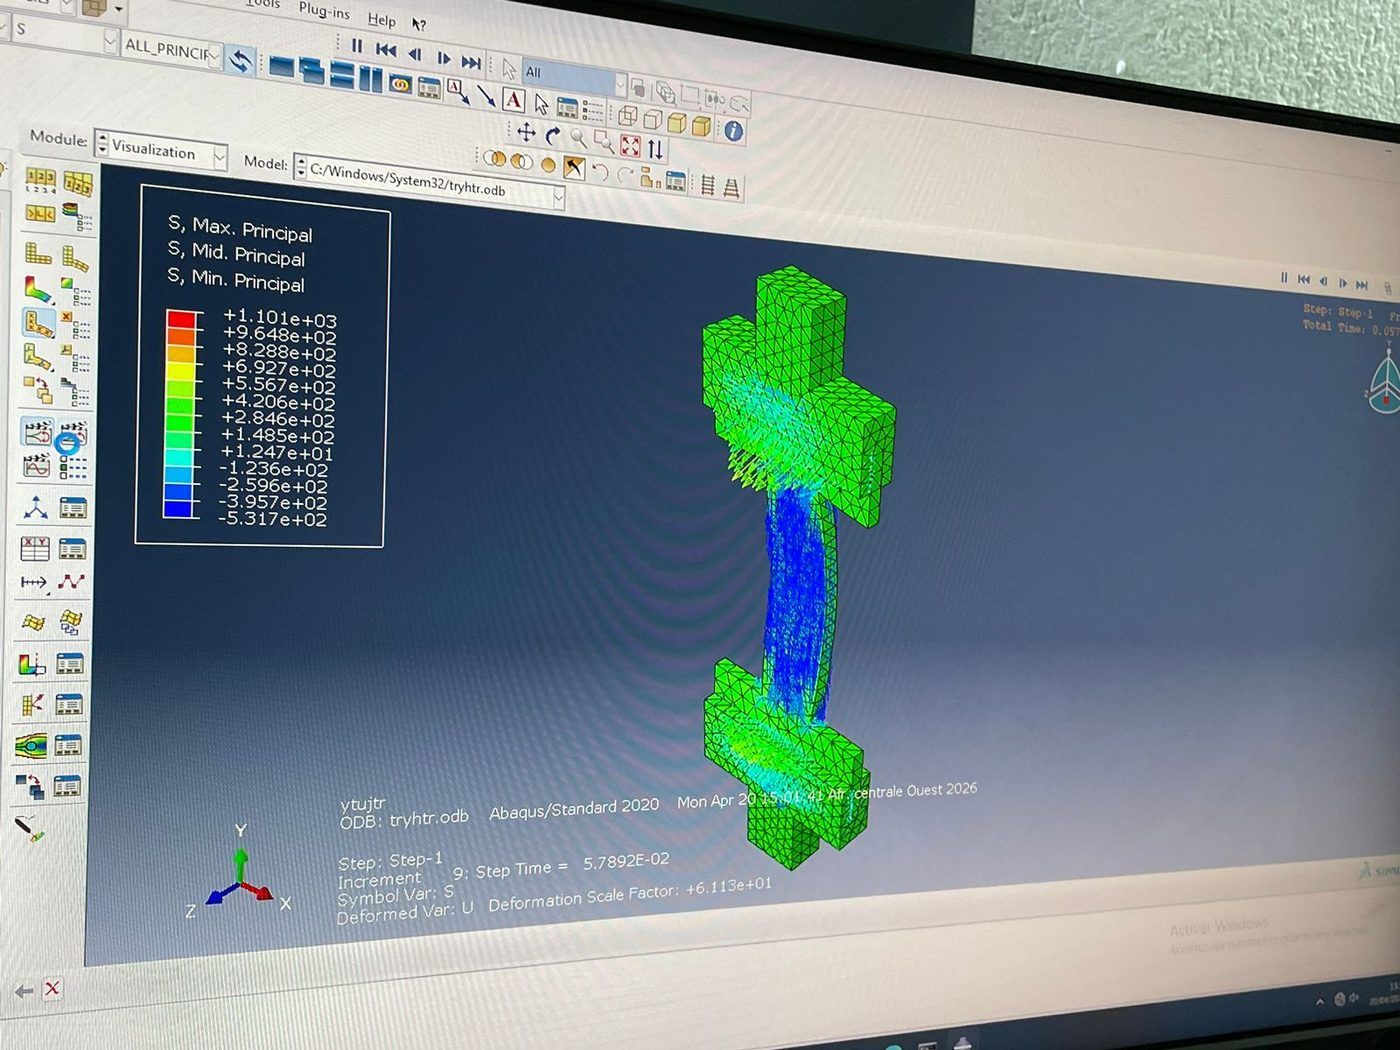 Tools Plug-ins Help
S
ALL_PRINCIP
All
Module: Visualization
Model: C:/Windows/System32/tryhtr.odb
S, Max. Principal
S, Mid. Principal
S, Min. Principal
+1.101e+03
+9.648e+02
+8.288e+02
+6.927e+02
+5.567e+02
+4.206e+02
+2.846e+02
+1.485e+02
+1.247e+01
-1.236e+02
-2.596e+02
-3.957e+02
-5.317e+02
Step: Step-1
Total Time: 0.057
Y
Z
X
ytujtr
ODB: tryhtr.odb Abaqus/Standard 2020 Mon Apr 20 15:01:41 Afr. centrale Ouest 2026
Step: Step-1
Increment 9: Step Time = 5.7892E-02
Symbol Var: S
Deformed Var: U Deformation Scale Factor: +6.113e+01
Activer Windows